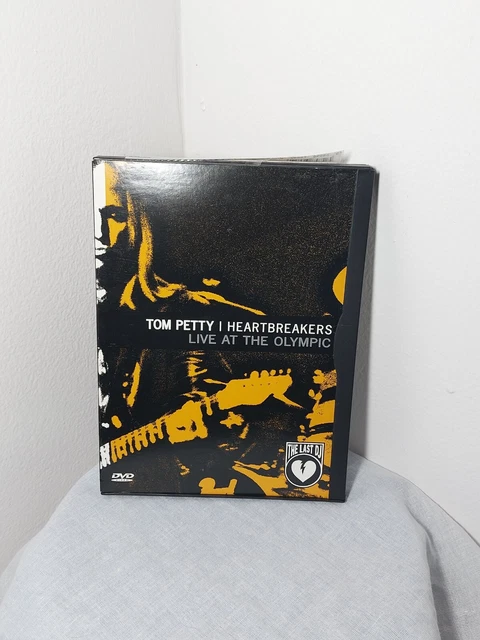 TOM PETTY | HEARTBREAKERS
LIVE AT THE OLYMPIC
THE LAST DJ
DVD